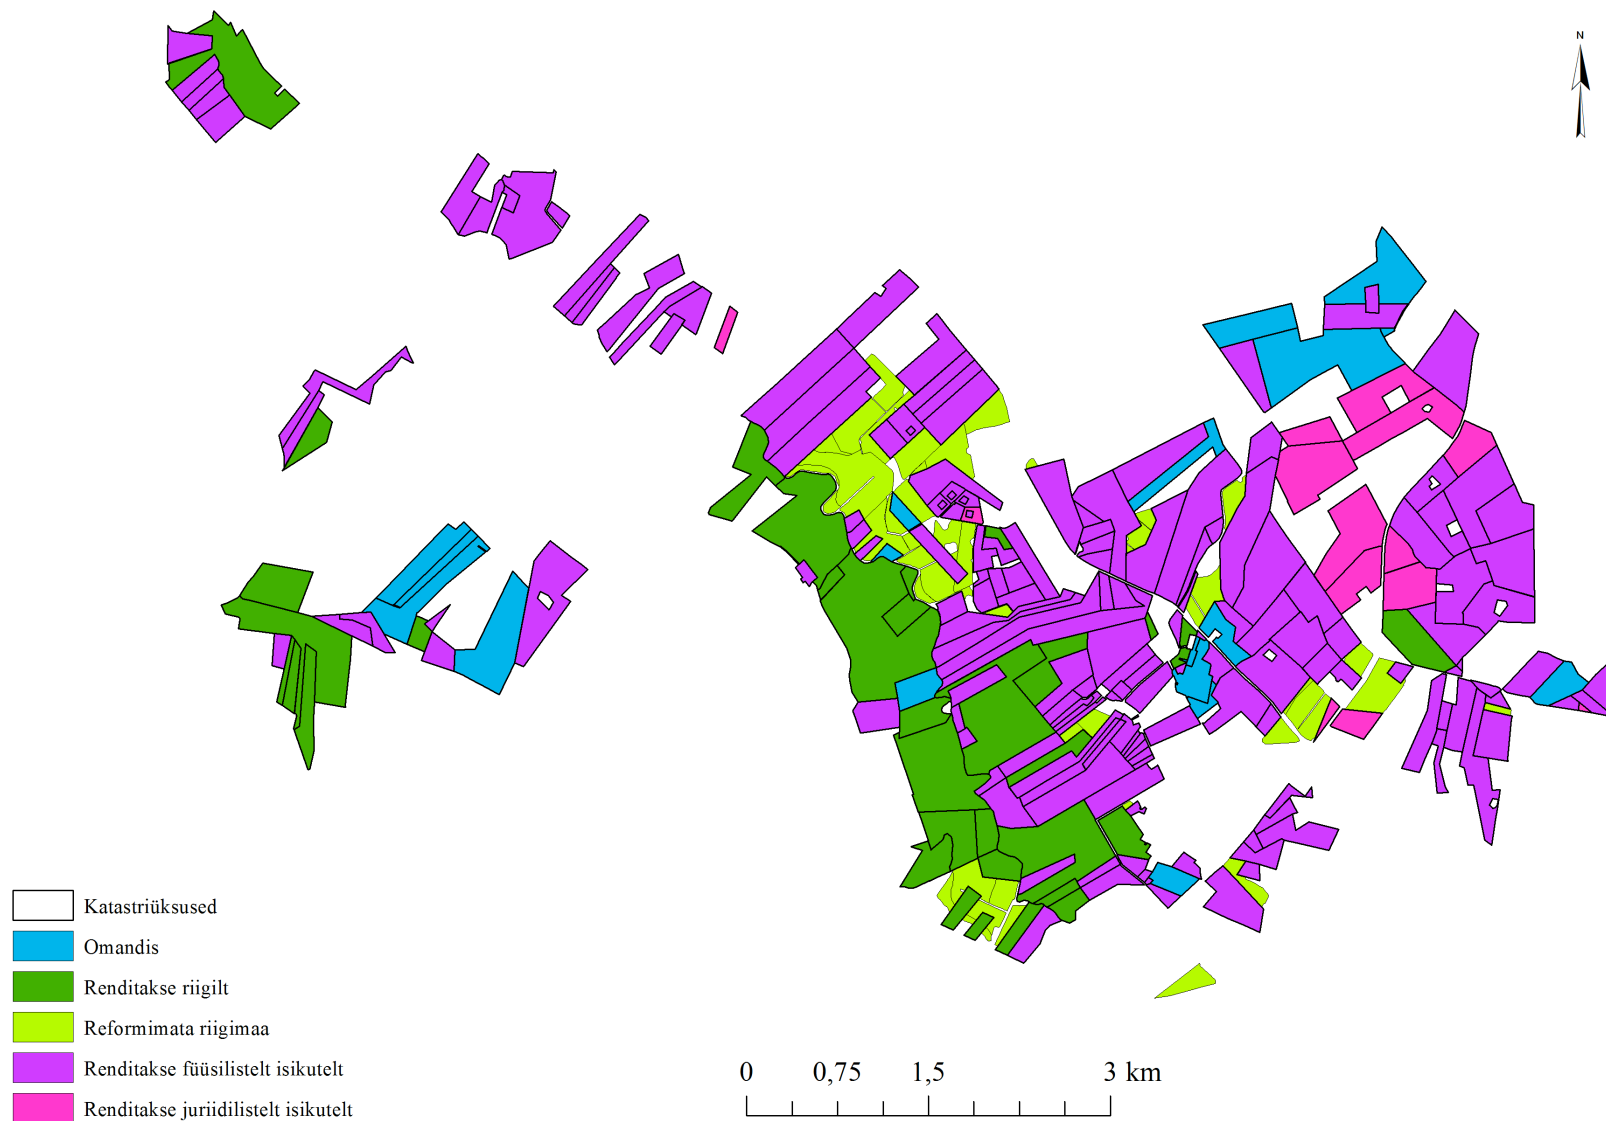 N
Katastriüksused
Omandis
Renditakse riigilt
Reformimata riigimaa
Renditakse füüsilistelt isikutelt
Renditakse juriidilistelt isikutelt
0 0,75 1,5 3 km